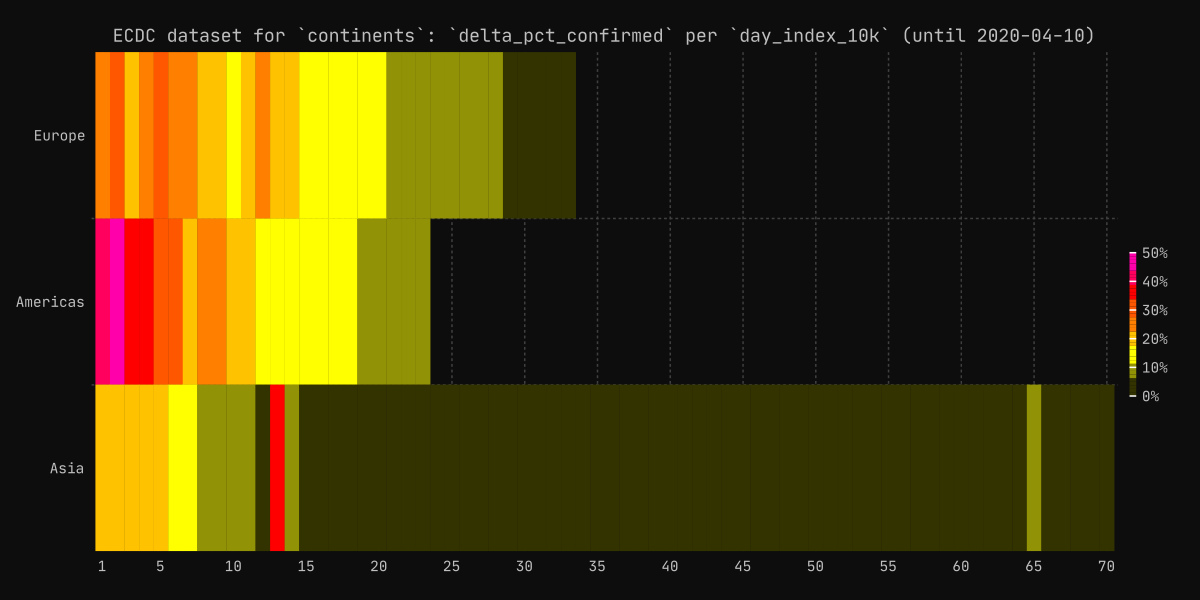 ECDC dataset for `continents`: `delta_pct_confirmed` per `day_index_10k` (until 2020-04-10)
Europe
Americas
Asia
50%
40%
30%
20%
10%
0%
1 5 10 15 20 25 30 35 40 45 50 55 60 65 70